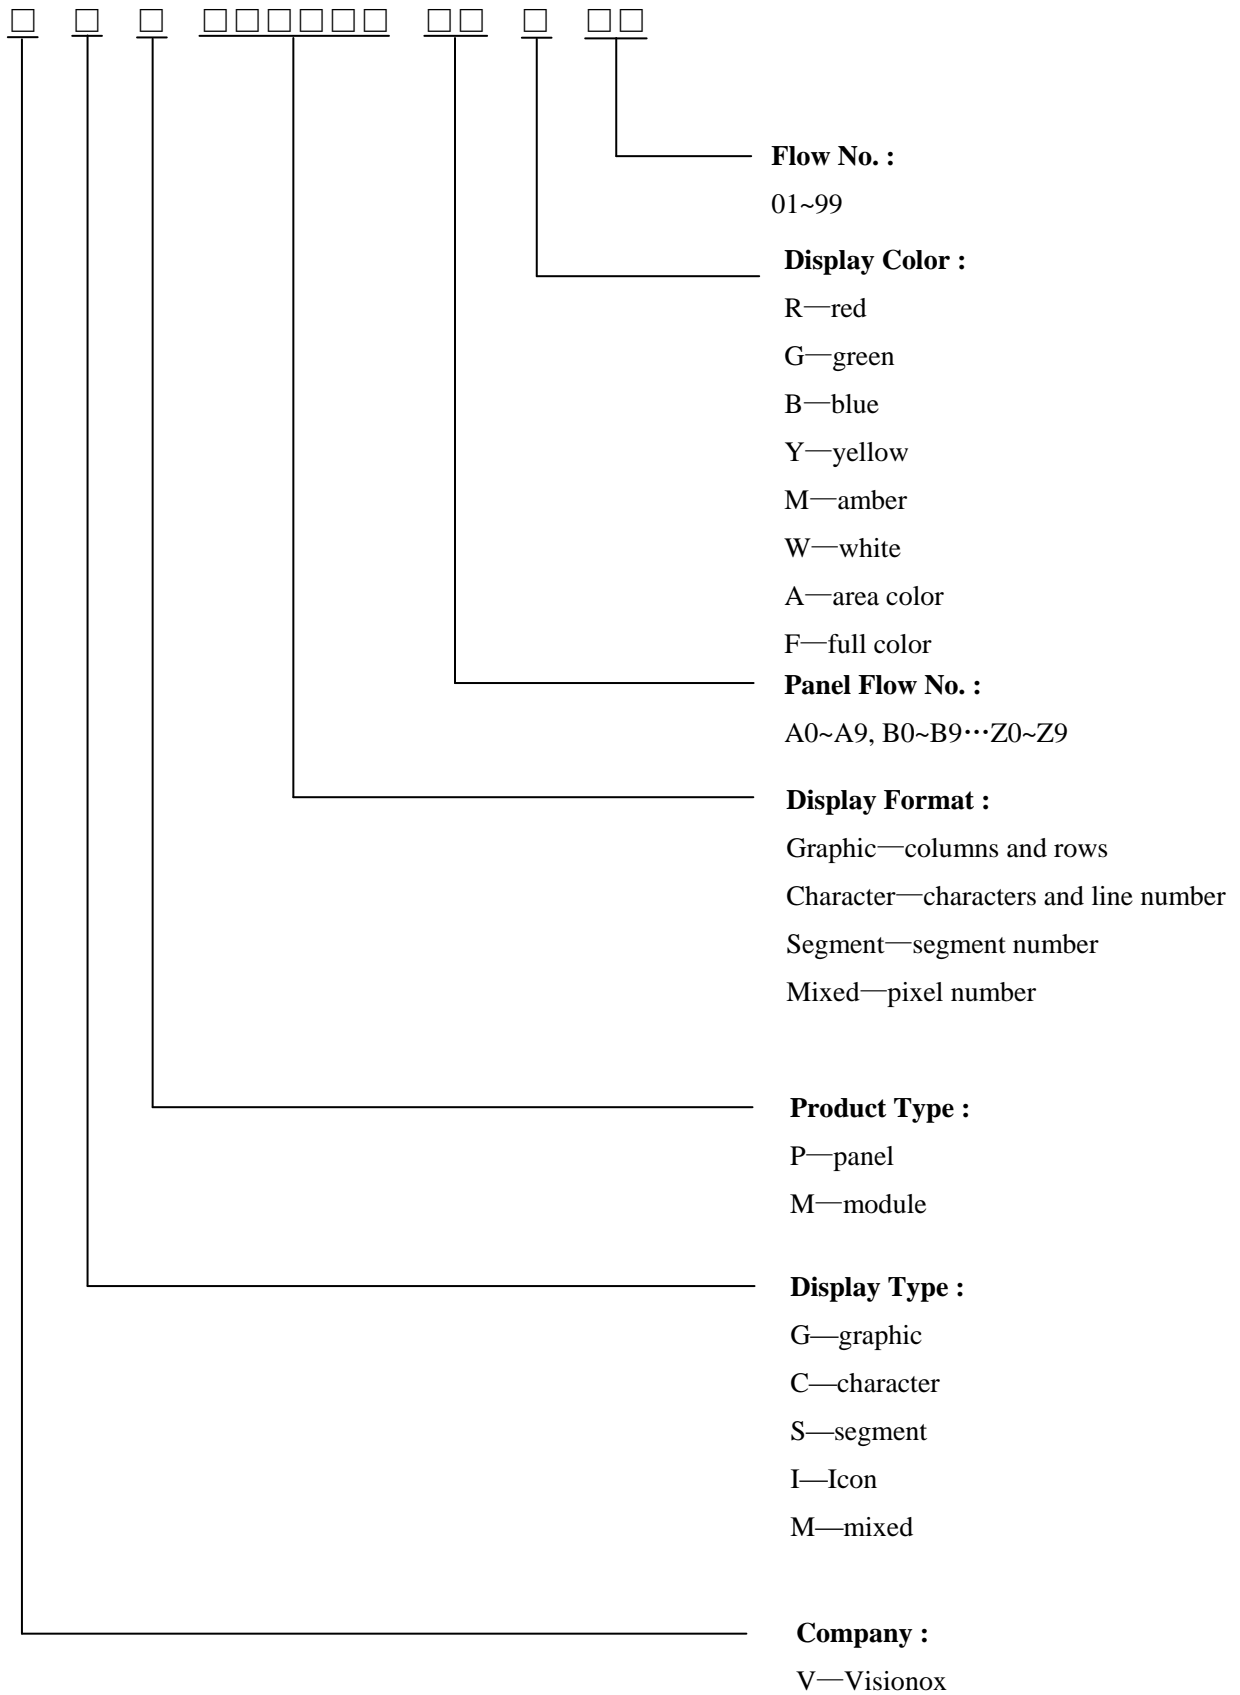 □ □ □ □□□□□□ □□ □ □□
Flow No. :
01~99
Display Color :
R—red
G—green
B—blue
Y—yellow
M—amber
W—white
A—area color
F—full color
Panel Flow No. :
A0~A9, B0~B9⋯Z0~Z9
Display Format :
Graphic—columns and rows
Character—characters and line number
Segment—segment number
Mixed—pixel number
Product Type :
P—panel
M—module
Display Type :
G—graphic
C—character
S—segment
I—Icon
M—mixed
Company :
V—Visionox